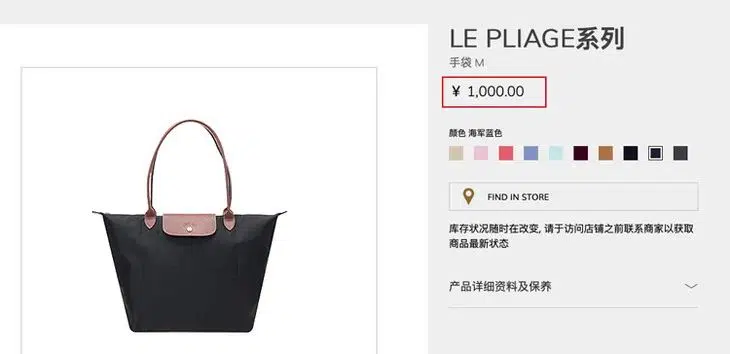 LE PLIAGE系列
手袋 M
¥ 1,000.00
颜色 海军蓝色
FIND IN STORE
库存状况随时在改变, 请于访问店铺之前联系商家以获取
商品最新状态
产品详细资料及保养